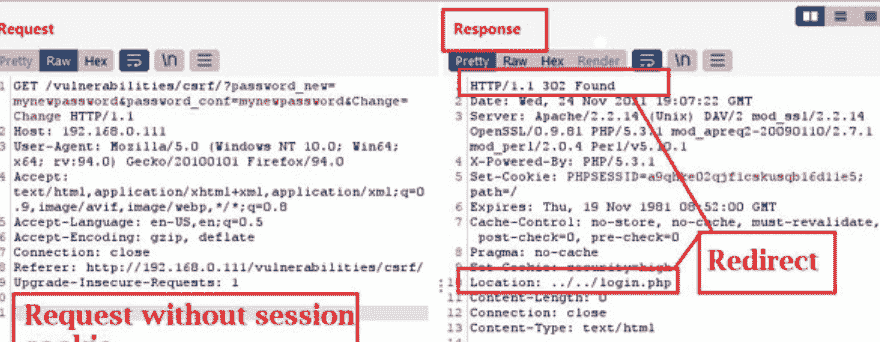 Request
Response
Pretty Raw Hex \n
Pretty Raw Hex Render \n
1 GET /vulnerabilities/csrf/?password_new=
mynewpassword&password_conf=mynewpassword&Change=
Change HTTP/1.1
2 Host: 192.168.0.111
3 User-Agent: Mozilla/5.0 (Windows NT 10.0; Win64;
x64; rv:94.0) Gecko/20100101 Firefox/94.0
4 Accept:
text/html,application/xhtml+xml,application/xml;q=0
.9,image/avif,image/webp,*/*;q=0.8
5 Accept-Language: en-US,en;q=0.5
6 Accept-Encoding: gzip, deflate
7 Connection: close
8 Referer: http://192.168.0.111/vulnerabilities/csrf/
9 Upgrade-Insecure-Requests: 1
Request without session
HTTP/1.1 302 Found
2 Date: Wed, 24 Nov 2021 19:07:22 GMT
3 Server: Apache/2.2.14 (Unix) DAV/2 mod_ssl/2.2.14
OpenSSL/0.9.8l PHP/5.3.1 mod_apreq2-20090110/2.7.1
mod_perl/2.0.4 Perl/v5.10.1
4 X-Powered-By: PHP/5.3.1
5 Set-Cookie:
path=/
6 Expires: Thu, 19 Nov 1981 08:52:00 GMT
7 Cache-Control: no-store, no-cache, must-revalidate,
post-check=0, pre-check=0
8 Pragma: no-cache
9 Set-Cookie: security=high
10 Location: ../../login.php
11 Content-Length: 0
12 Connection: close
13 Content-Type: text/html
Redirect